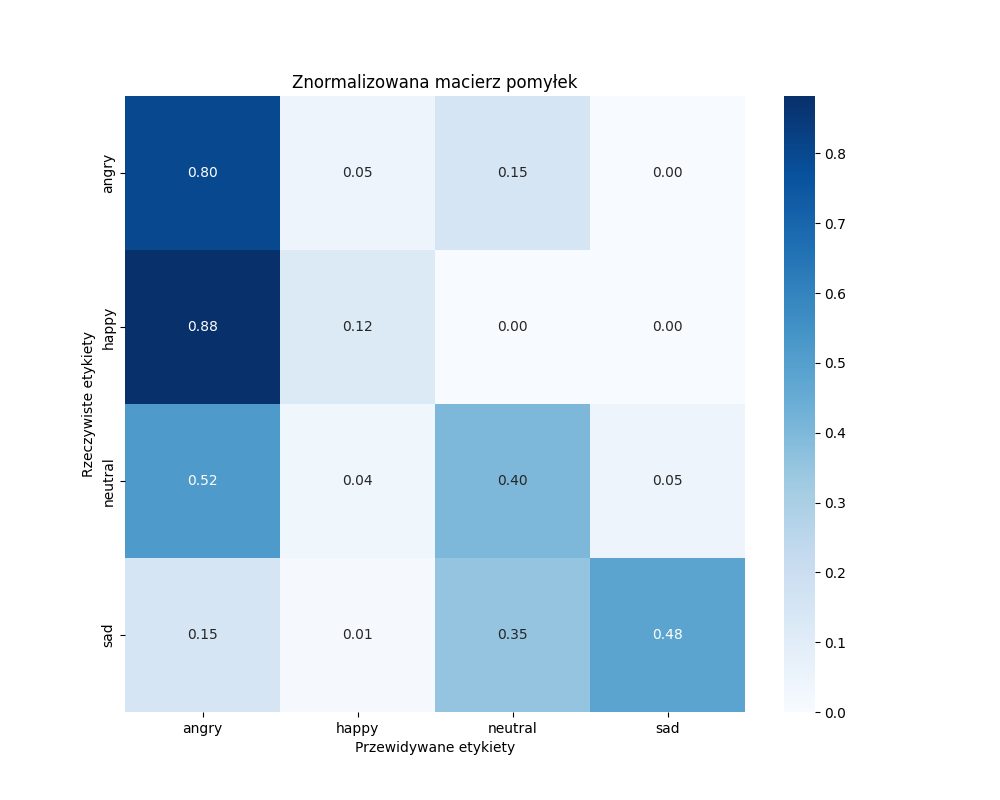 Znormalizowana macierz pomyłek
Rzeczywiste etykiety
angry 0.80 0.05 0.15 0.00
happy 0.88 0.12 0.00 0.00
neutral 0.52 0.04 0.40 0.05
sad 0.15 0.01 0.35 0.48
angry happy neutral sad
Przewidywane etykiety
0.8
0.7
0.6
0.5
0.4
0.3
0.2
0.1
0.0